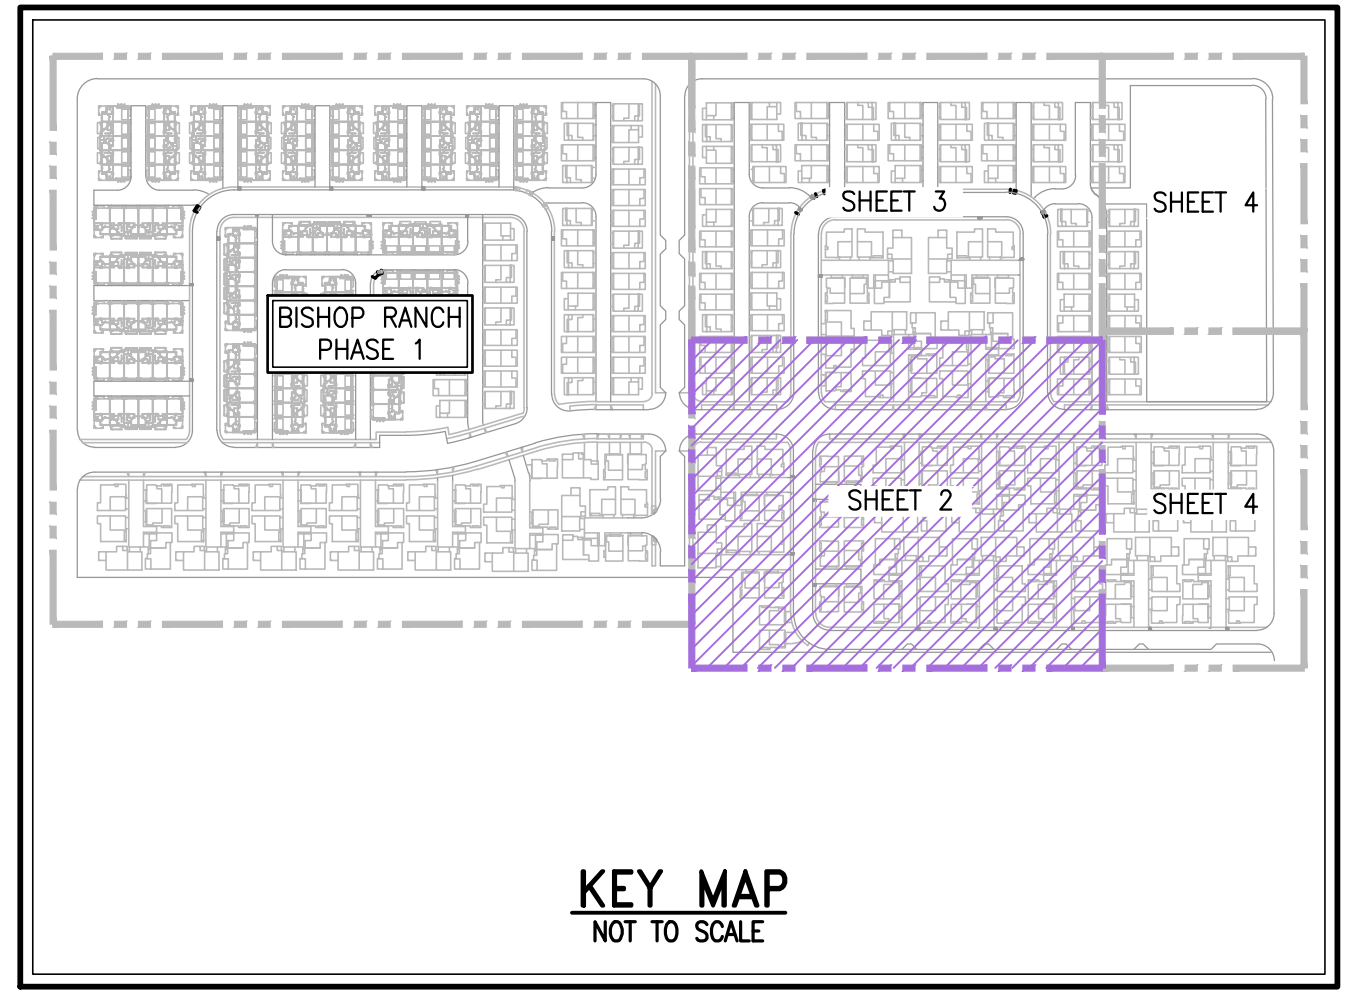 SHEET 3
SHEET 4
BISHOP RANCH
PHASE 1
SHEET 2
SHEET 4
KEY MAP
NOT TO SCALE